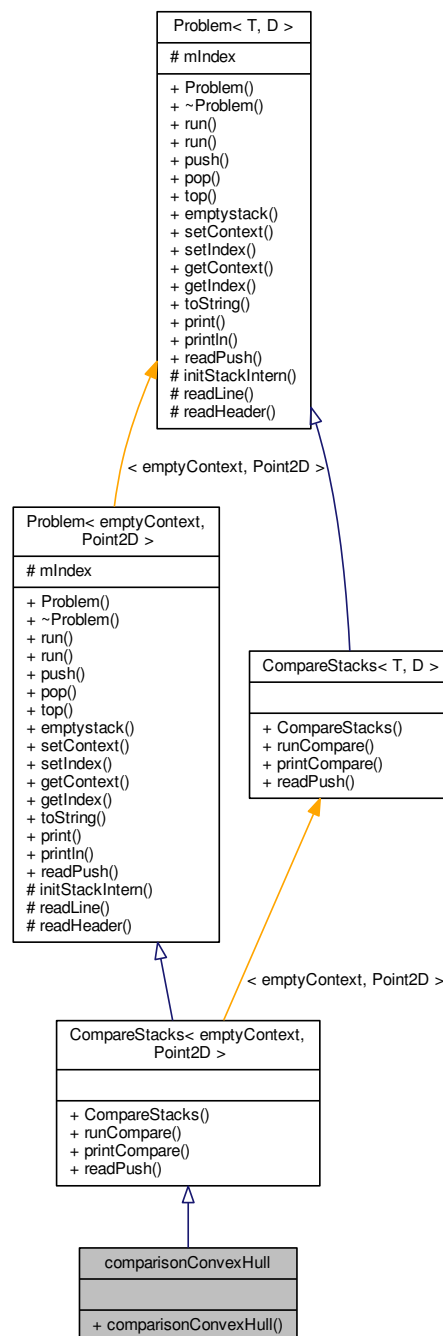 Problem< T, D >
# mIndex
+ Problem()
+ ~Problem()
+ run()
+ run()
+ push()
+ pop()
+ top()
+ emptystack()
+ setContext()
+ setIndex()
+ getContext()
+ getIndex()
+ toString()
+ print()
+ println()
+ readPush()
# initStackIntern()
# readLine()
# readHeader()
< emptyContext, Point2D >
Problem< emptyContext,
Point2D >
# mIndex
+ Problem()
+ ~Problem()
+ run()
+ run()
+ push()
+ pop()
+ top()
+ emptystack()
+ setContext()
+ setIndex()
+ getContext()
+ getIndex()
+ toString()
+ print()
+ println()
+ readPush()
# initStackIntern()
# readLine()
# readHeader()
CompareStacks< T, D >
+ CompareStacks()
+ runCompare()
+ printCompare()
+ readPush()
< emptyContext, Point2D >
CompareStacks< emptyContext,
Point2D >
+ CompareStacks()
+ runCompare()
+ printCompare()
+ readPush()
comparisonConvexHull
+ comparisonConvexHull()